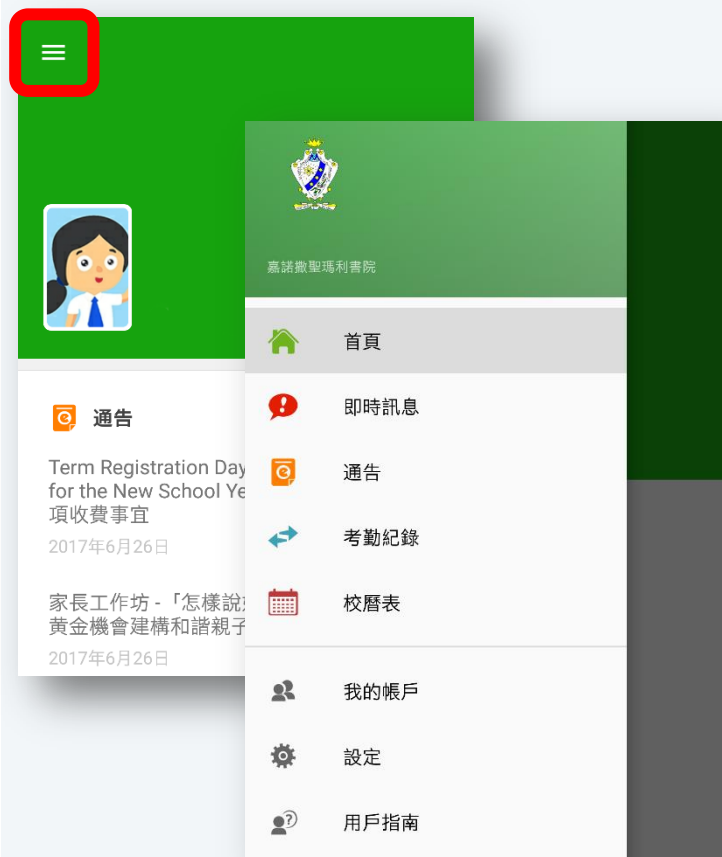 通告
Term Registration Day
for the New School Ye
項收費事宜
2017年6月26日
家長工作坊 -「怎樣說
黄金機會建構和諧親子
2017年6月26日
嘉諾撒聖瑪利書院
首頁
即時訊息
通告
考勤紀錄
校曆表
我的帳戶
設定
用戶指南